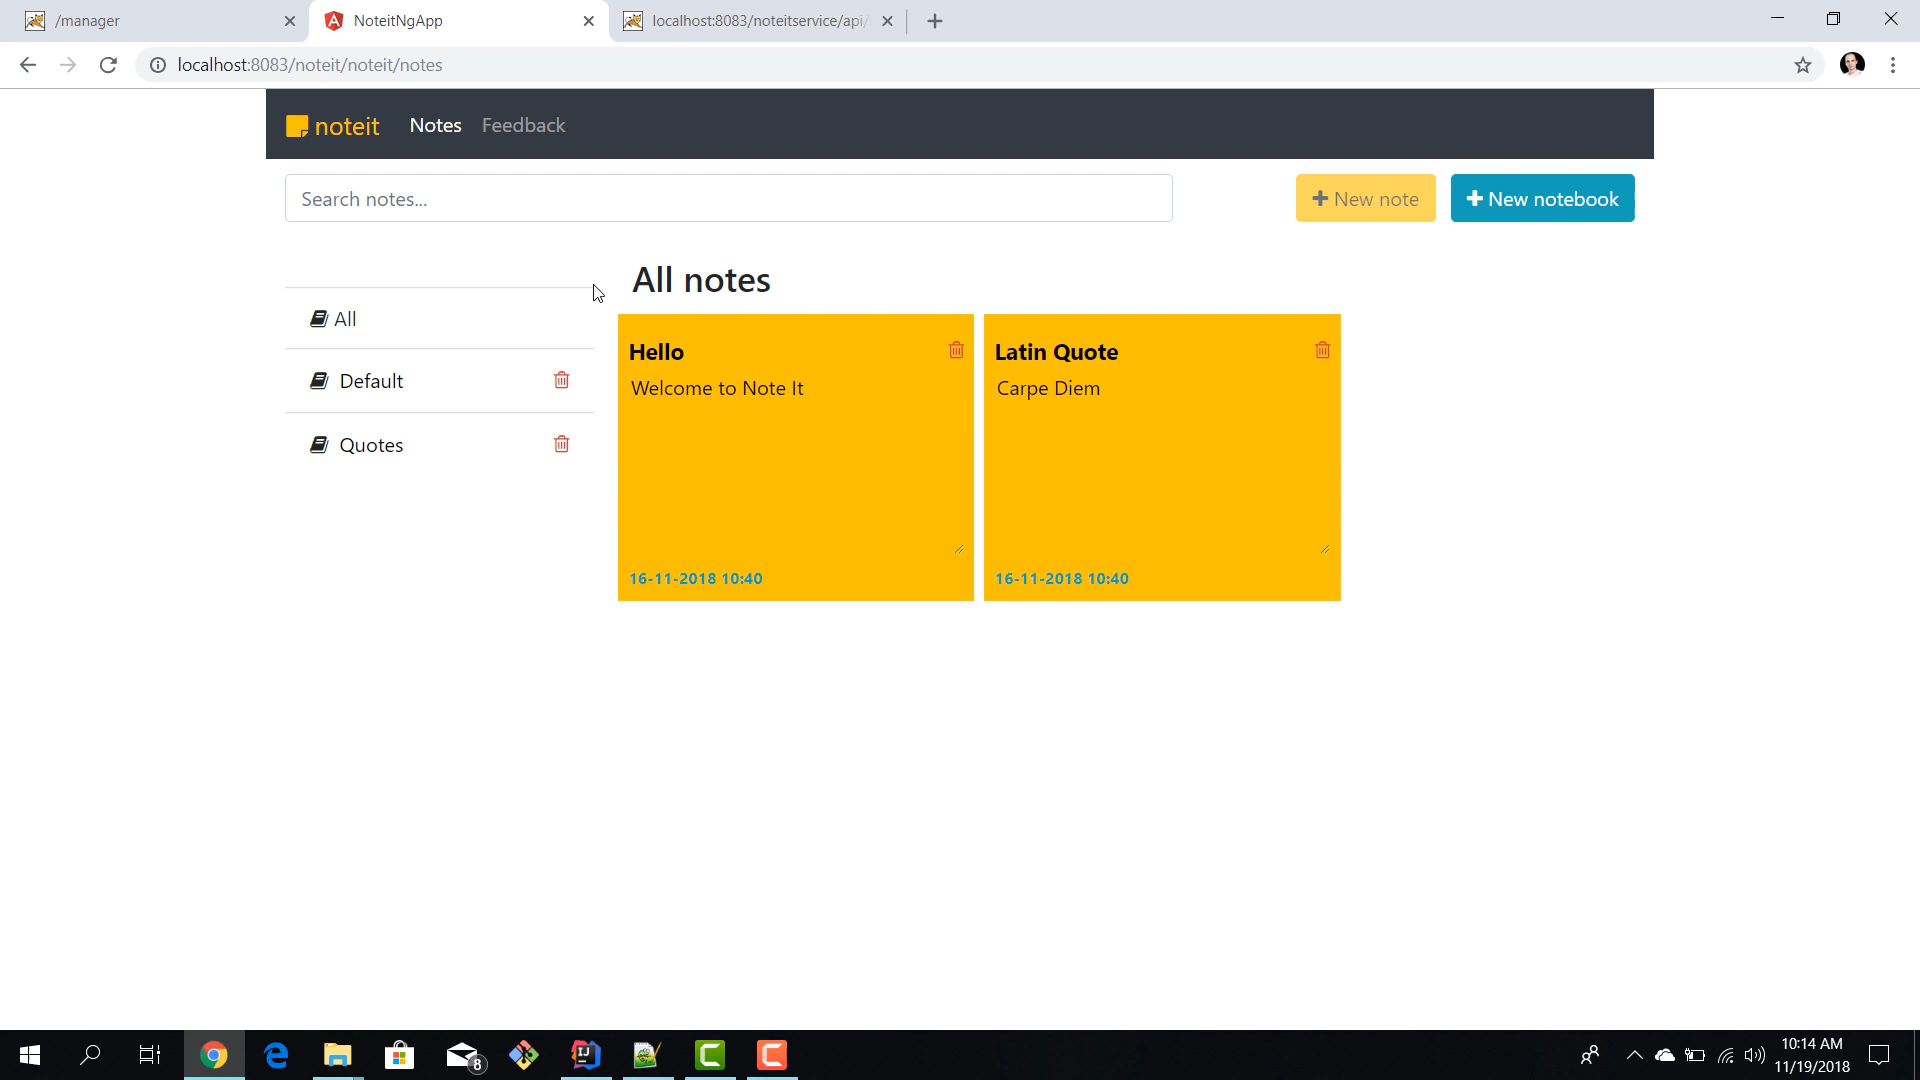 /manager
NoteitNgApp
localhost:8083/noteitservice/api/
localhost:8083/noteit/noteit/notes
noteit Notes Feedback
Search notes...
New note
New notebook
All notes
All
Default
Quotes
Hello
Welcome to Note It
16-11-2018 10:40
Latin Quote
Carpe Diem
16-11-2018 10:40
8
10:14 AM
11/19/2018